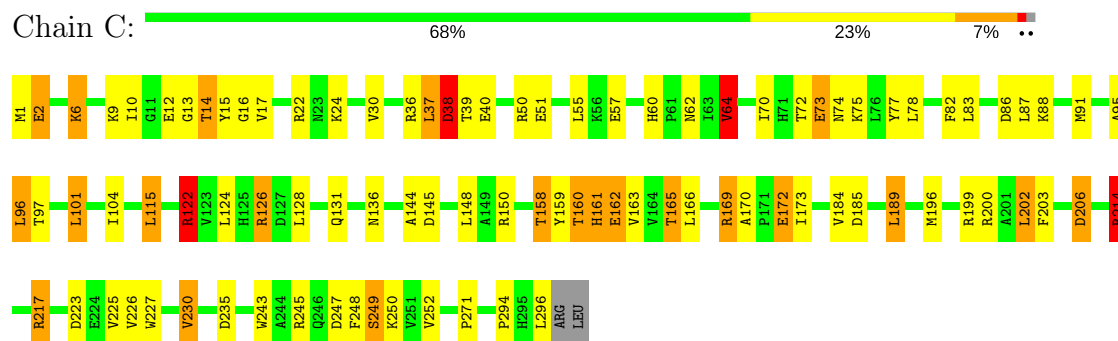 Chain C:
68% 23% 7% ••
M1 E2 K6 K9 I10 G11 E12 G13 T14 Y15 G16 V17 R22 N23 K24 V30 R36 L37 D38 T39 E40 R50 E51 L55 K56 E57 H60 P61 N62 I63 V64 I70 H71 T72 E73 N74 K75 L76 Y77 L78 F82 L83 D86 L87 K88 M91 A95
L96 T97 L101 I104 L115 R122 V123 L124 H125 R126 D127 L128 Q131 N136 A144 D145 L148 A149 R150 T158 Y159 T160 H161 E162 V163 V164 T165 L166 R169 A170 P171 E172 I173 V184 D185 L189 M196 R199 R200 A201 L202 F203 D206
R217 D223 E224 V225 V226 W227 V230 D235 W243 A244 R245 Q246 D247 F248 S249 K250 V251 V252 P271 P294 H295 L296 ARG LEU